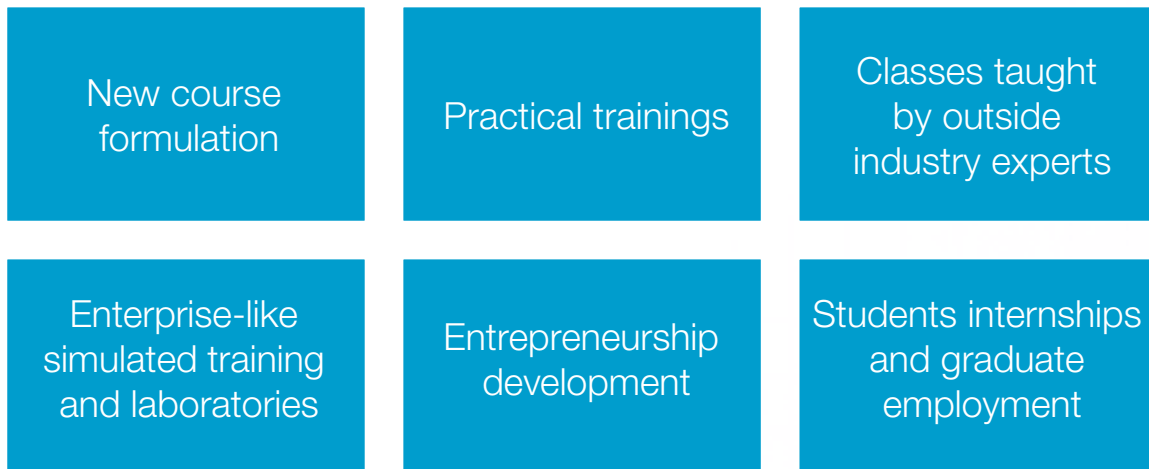 New course
formulation
Practical trainings
Classes taught
by outside
industry experts
Enterprise-like
simulated training
and laboratories
Entrepreneurship
development
Students internships
and graduate
employment